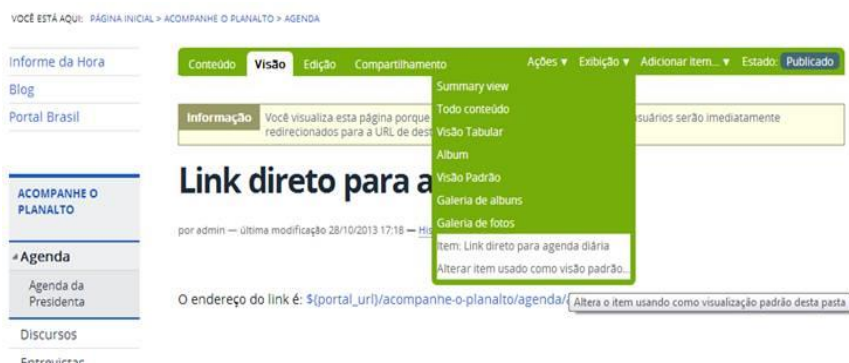 VOCÊ ESTÁ AQUI: PÁGINA INICIAL > ACOMPANHE O PLANALTO > AGENDA
Informe da Hora
Blog
Portal Brasil
ACOMPANHE O
PLANALTO
Agenda
Agenda da
Presidenta
Discursos
Entrevistas
Conteúdo Visão Edição Compartilhamento Ações ▼ Exibição ▼ Adicionar item... ▼ Estado: Publicado
Summary view
Todo conteúdo
Visão Tabular
Album
Visão Padrão
Galeria de albuns
Galeria de fotos
Item: Link direto para agenda diária
Alterar item usado como visão padrão...
Informação Você visualiza esta página porque suários serão imediatamente
redirecionados para a URL de dest
Link direto para a
por admin — última modificação 28/10/2013 17:18 — His
O endereço do link é: ${portal_url}/acompanhe-o-planalto/agenda/
Altera o item usando como visualização padrão desta pasta